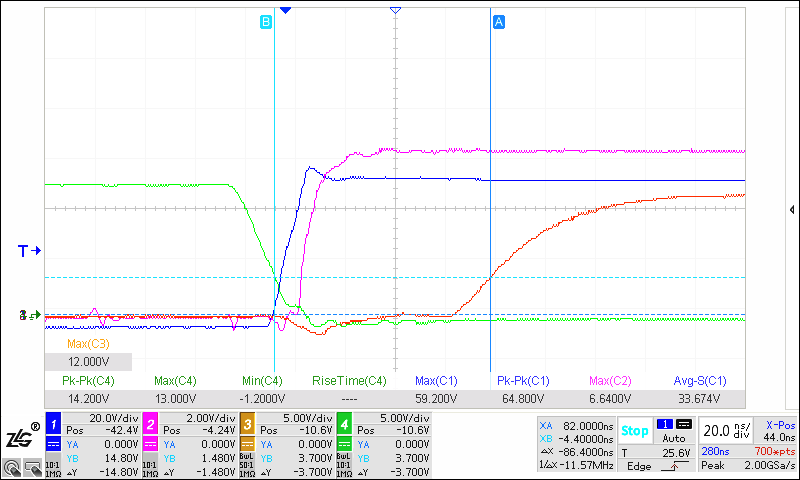 B
A
T
Max(C3)
12.000V
Pk-Pk(C4) Max(C4) Min(C4) RiseTime(C4) Max(C1) Pk-Pk(C1) Max(C2) Avg-S(C1)
14.200V 13.000V -1.2000V ---- 59.200V 64.800V 6.6400V 33.674V
1 20.0V/div 2 2.00V/div 3 5.00V/div 4 5.00V/div
Pos -42.4V Pos -4.24V Pos -10.6V Pos -10.6V
YA 0.000V YA 0.000V YA 0.000V YA 0.000V
YB 14.80V YB 1.480V YB 3.700V YB 3.700V
△Y -14.80V △Y -1.480V △Y -3.700V △Y -3.700V
10:1 1MΩ 10:1 1MΩ BwL 50:1 1MΩ BwL 10:1 1MΩ
ZLG ®
XA 82.0000ns
XB -4.40000ns
△X -86.4000ns
1/△X -11.57MHz
Stop 1
Auto
T 25.6V
Edge
20.0 ns/div
X-Pos
44.0ns
280ns 700*pts
Peak 2.00GSa/s